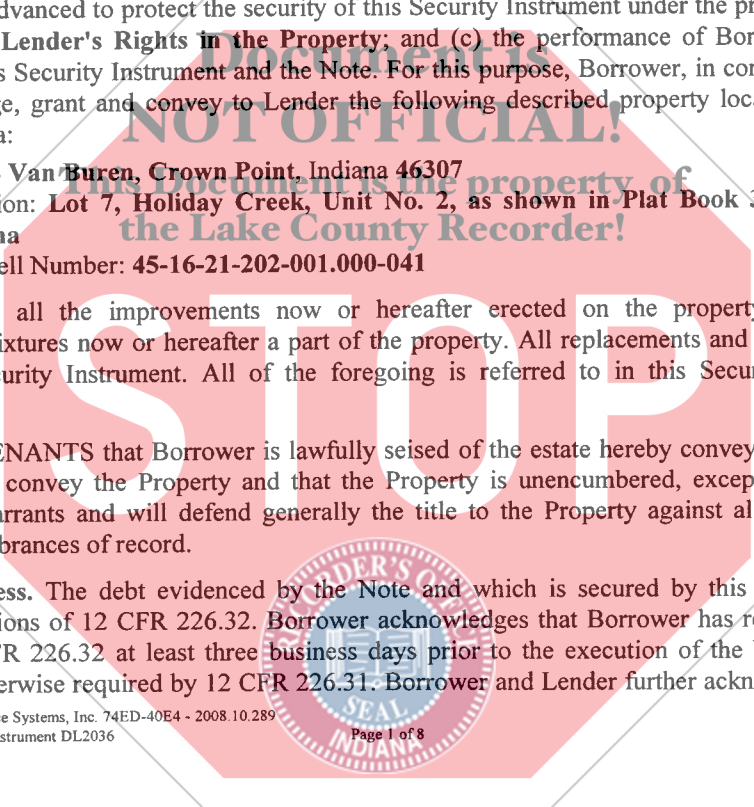 dvanced to protect the security of this Security Instrument under the pr
Lender's Rights in the Property; and (c) the performance of Bor
s Security Instrument and the Note. For this purpose, Borrower, in con
ge, grant and convey to Lender the following described property loca
a:
Van Buren, Crown Point, Indiana 46307
ion: Lot 7, Holiday Creek, Unit No. 2, as shown in Plat Book 3
na
ell Number: 45-16-21-202-001.000-041
all the improvements now or hereafter erected on the property
ixtures now or hereafter a part of the property. All replacements and
curity Instrument. All of the foregoing is referred to in this Secur
ENANTS that Borrower is lawfully seised of the estate hereby convey
convey the Property and that the Property is unencumbered, excep
arrants and will defend generally the title to the Property against al
brances of record.
ess. The debt evidenced by the Note and which is secured by this
ions of 12 CFR 226.32. Borrower acknowledges that Borrower has r
FR 226.32 at least three business days prior to the execution of the
erwise required by 12 CFR 226.31. Borrower and Lender further ackn
e Systems, Inc. 74ED-40E4 - 2008.10.289
strument DL2036
Page 1 of 8
Document is
NOT OFFICIAL!
This Document is the property of
the Lake County Recorder!
STOP
RECORDER'S OFFICE
SEAL
INDIANA